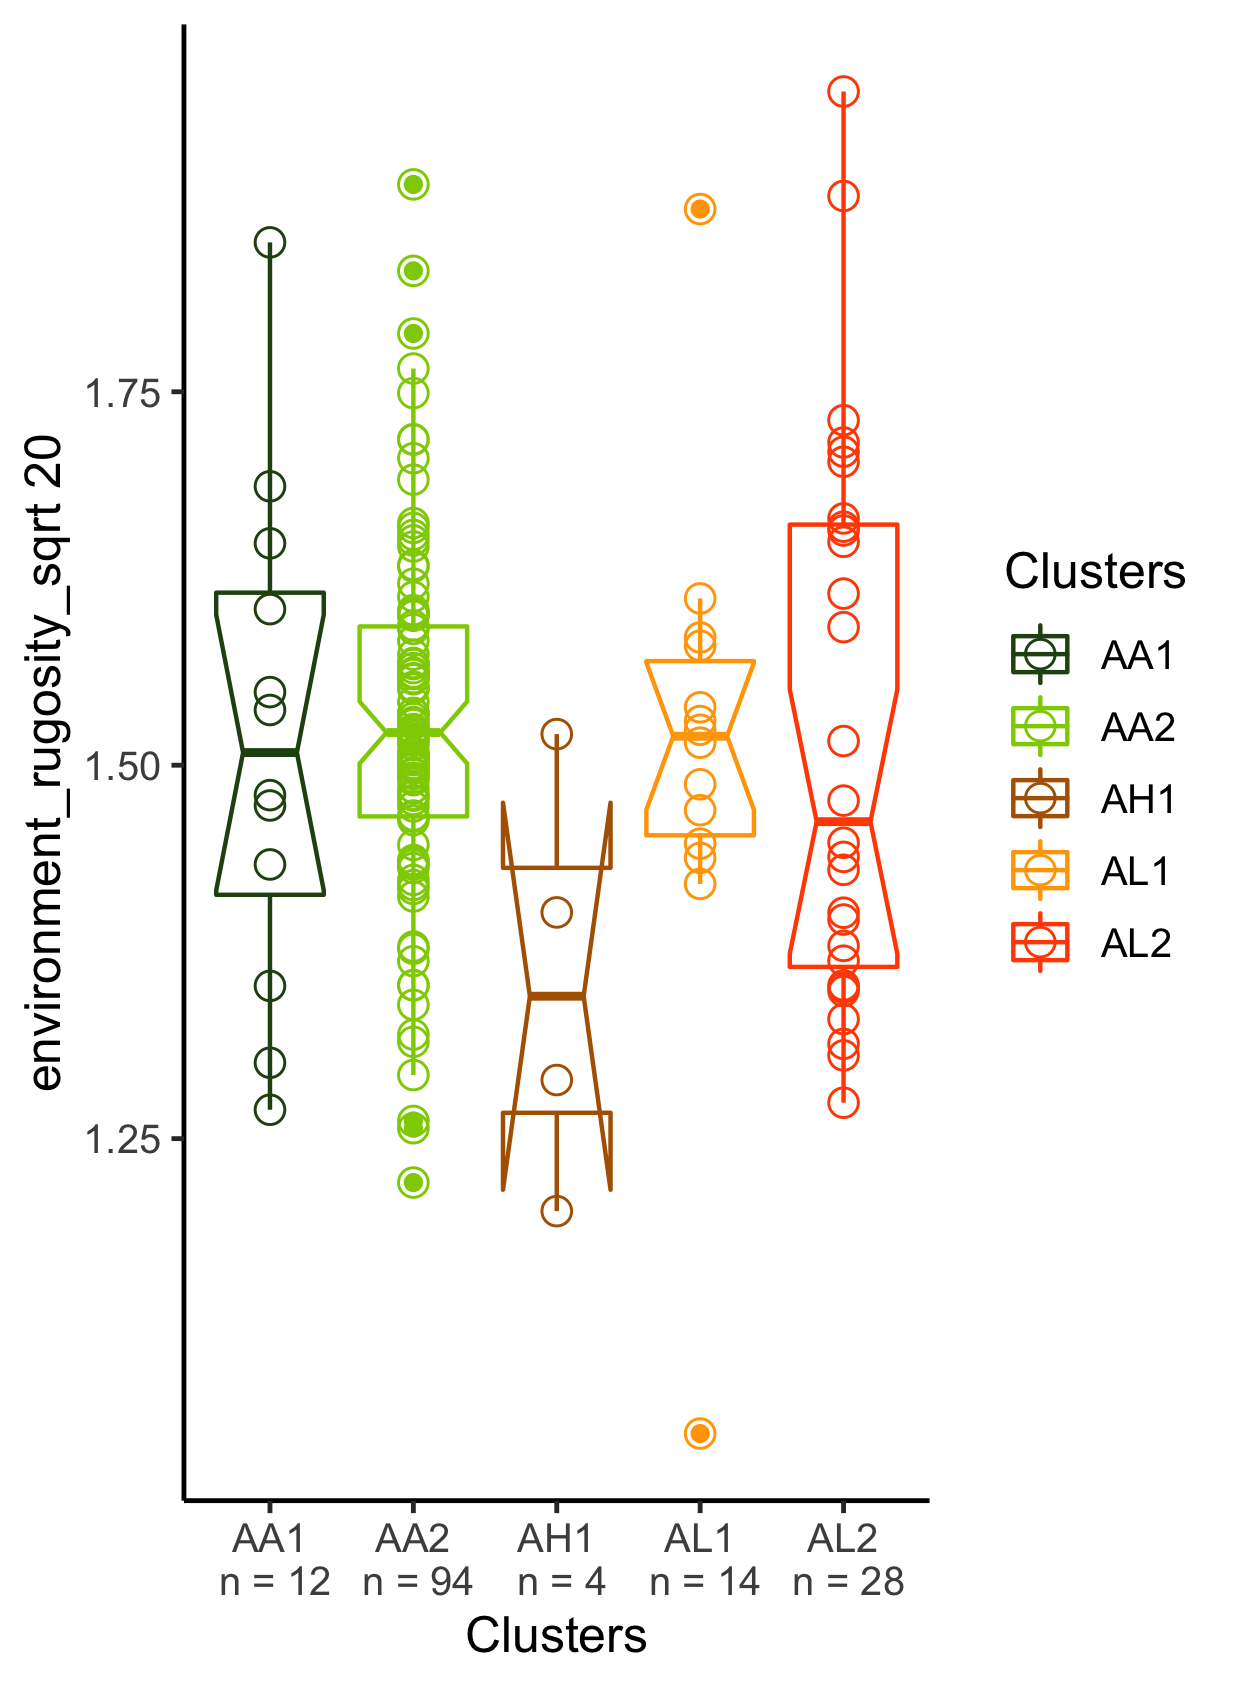 environment_rugosity_sqrt 20
1.75
1.50
1.25
AA1 AA2 AH1 AL1 AL2
n = 12 n = 94 n = 4 n = 14 n = 28
Clusters
Clusters
AA1
AA2
AH1
AL1
AL2